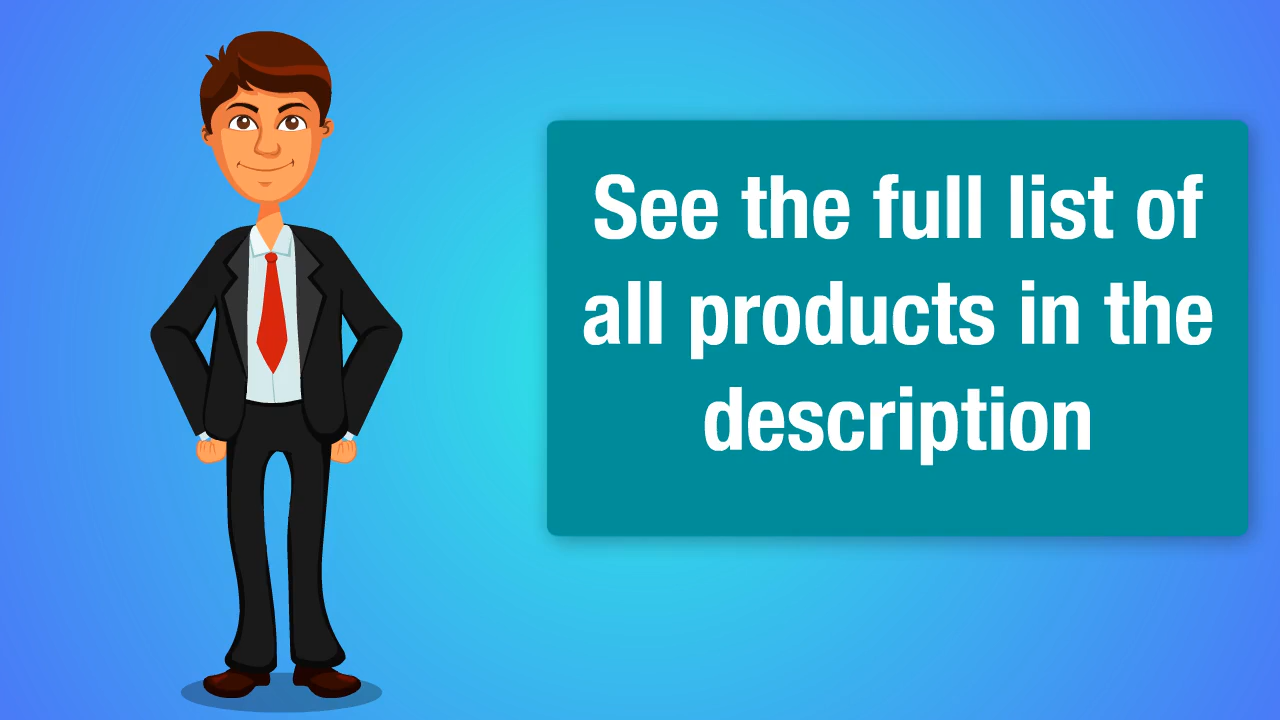 See the full list of
all products in the
description